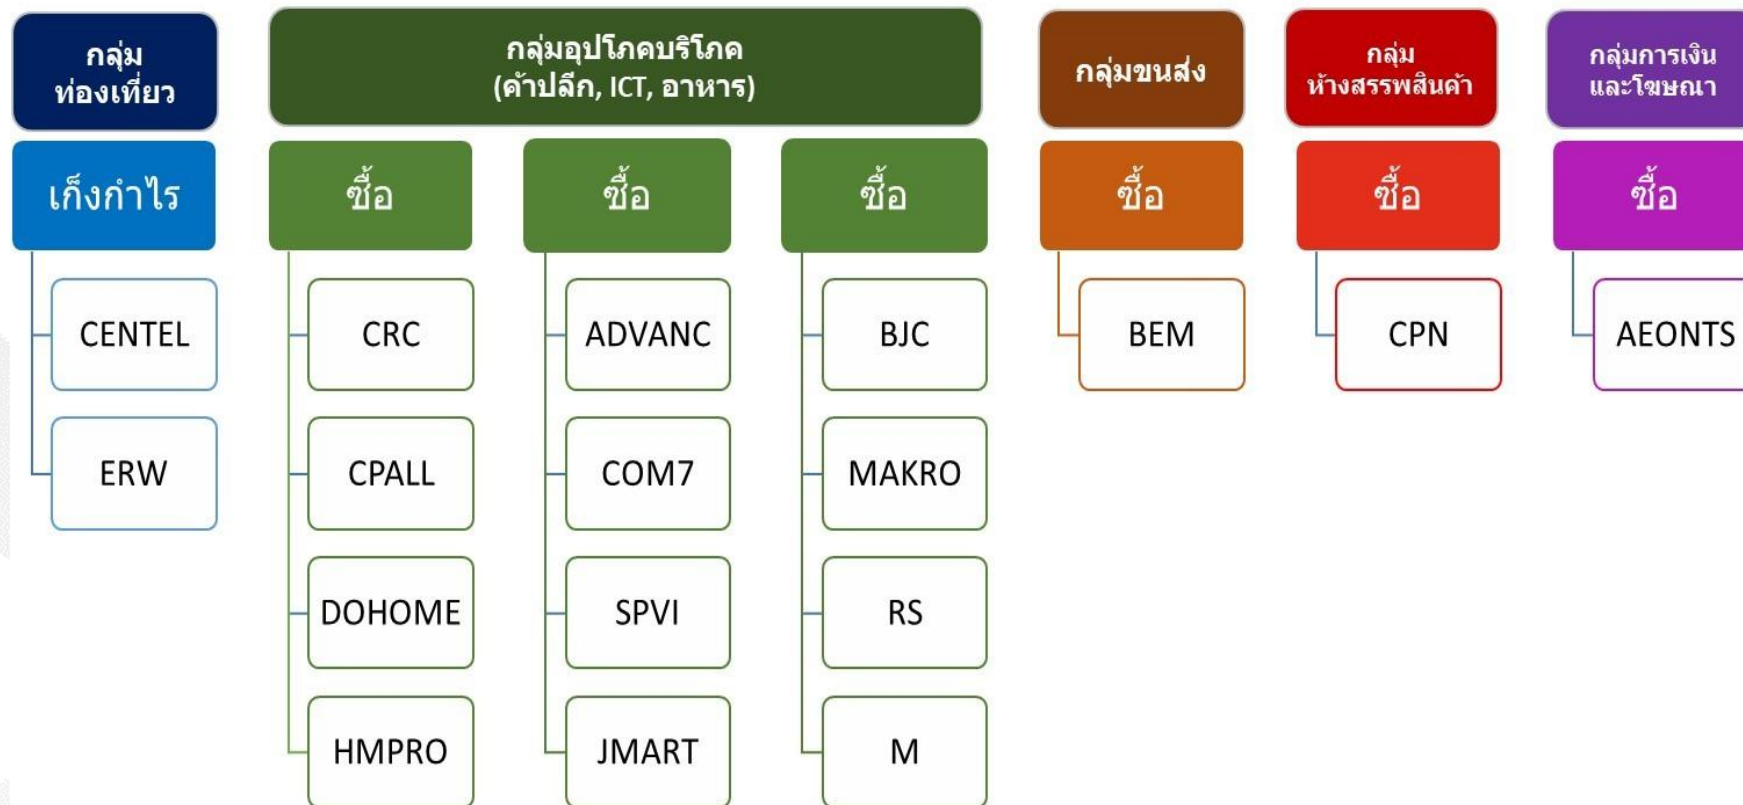 กลุ่ม
ท่องเที่ยว
กลุ่มอุปโภคบริโภค
(ค้าปลีก, ICT, อาหาร)
กลุ่มขนส่ง
กลุ่ม
ห้างสรรพสินค้า
กลุ่มการเงิน
และโฆษณา
เก็งกำไร
ซื้อ
ซื้อ
ซื้อ
ซื้อ
ซื้อ
ซื้อ
CENTEL
CRC
ADVANC
BJC
BEM
CPN
AEONTS
ERW
CPALL
COM7
MAKRO
DOHOME
SPVI
RS
HMPRO
JMART
M